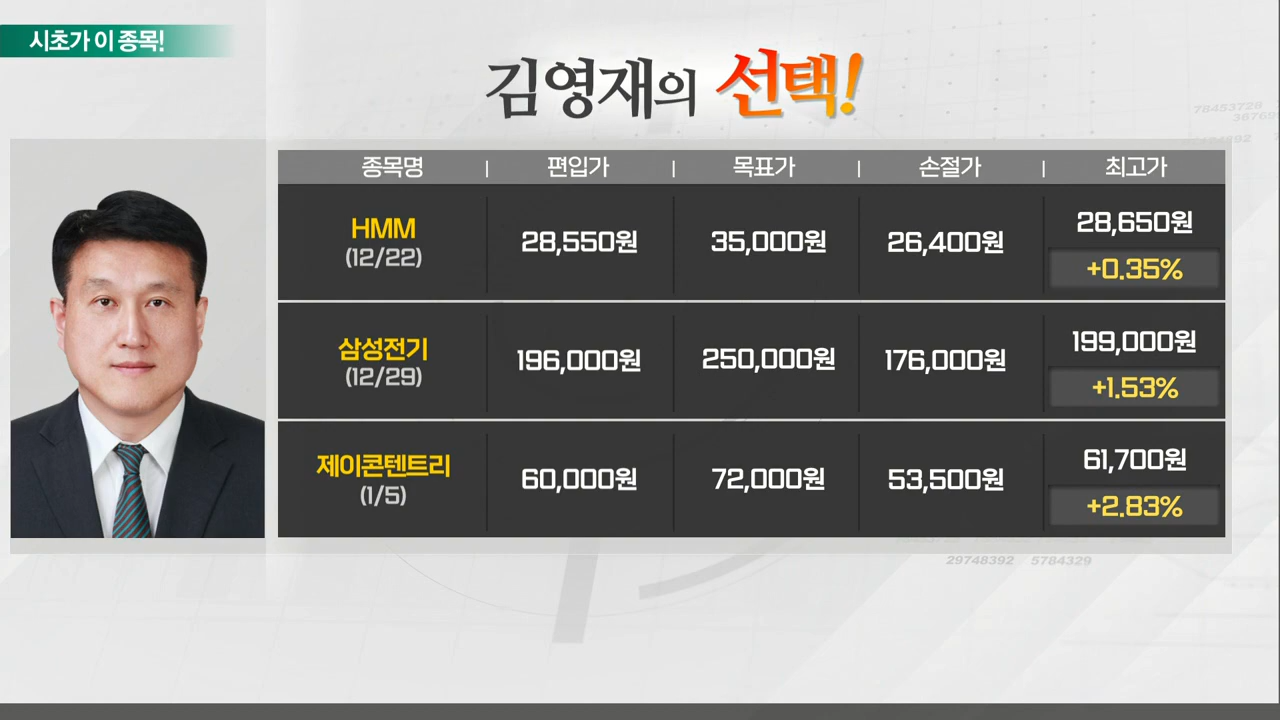 시초가 이 종목!
김영재의 선택!
종목명 | 편입가 | 목표가 | 손절가 | 최고가
HMM
(12/22)
28,550원
35,000원
26,400원
28,650원
+0.35%
삼성전기
(12/29)
196,000원
250,000원
176,000원
199,000원
+1.53%
제이콘텐트리
(1/5)
60,000원
72,000원
53,500원
61,700원
+2.83%
78453728
29748392 5784329